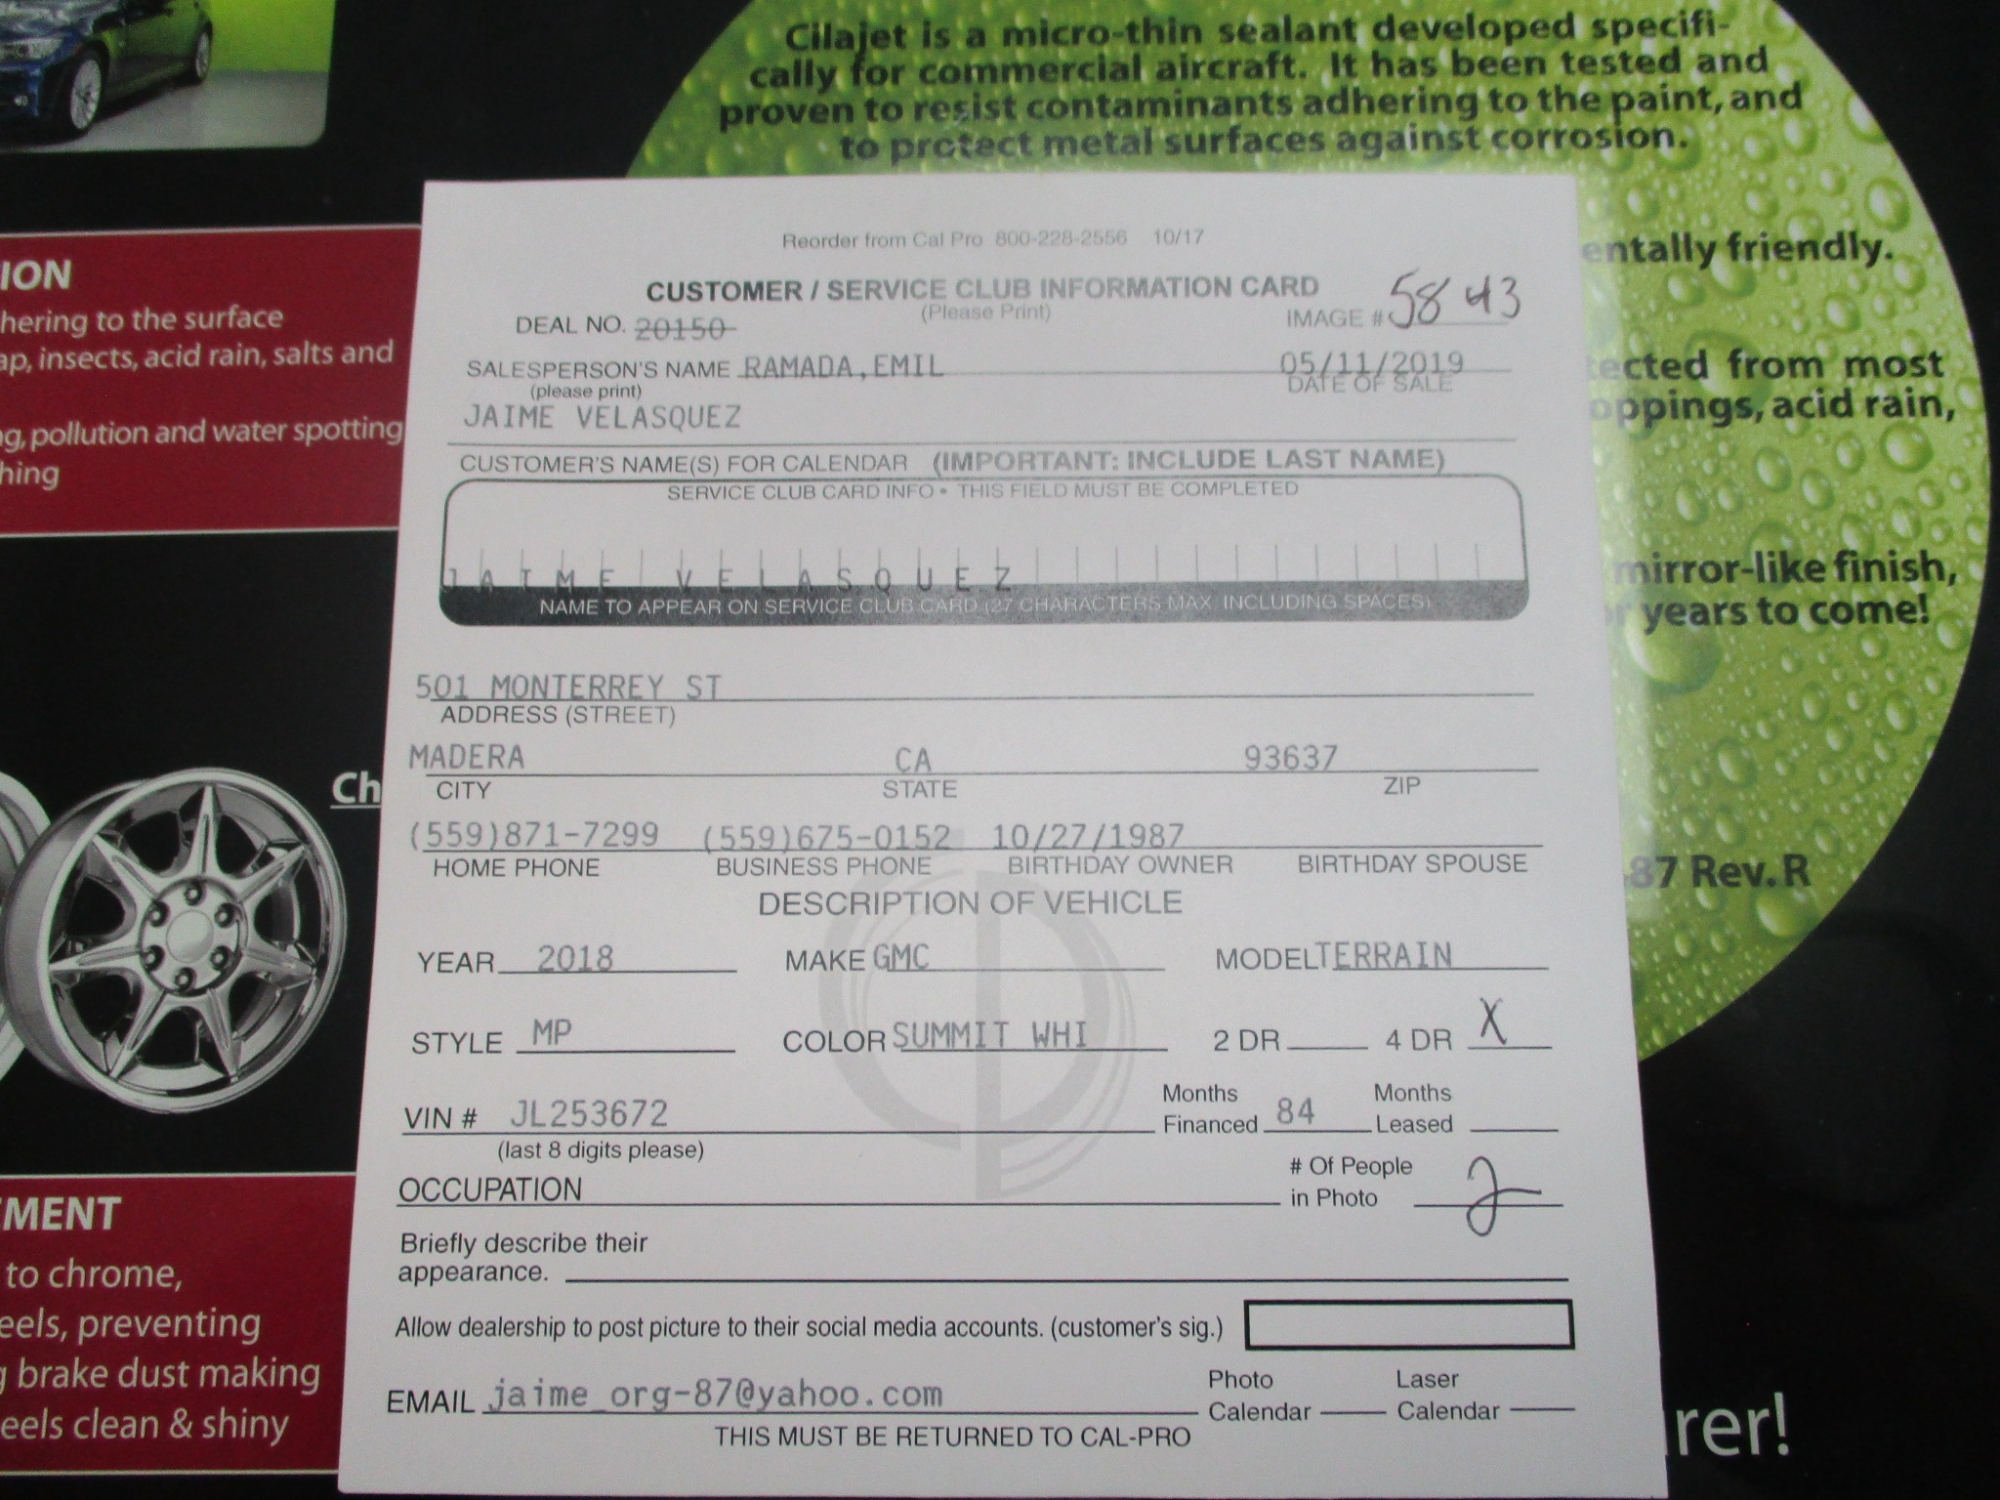 Cilajet is a micro-thin sealant developed specifi-
cally for commercial aircraft. It has been tested and
proven to resist contaminants adhering to the paint, and
to protect metal surfaces against corrosion.
entally friendly.
ected from most
oppings, acid rain,
mirror-like finish,
r years to come!
87 Rev. R
rer!
ION
hering to the surface
ap, insects, acid rain, salts and
ng, pollution and water spotting
hing
Ch
EMENT
to chrome,
eels, preventing
g brake dust making
eels clean & shiny
Reorder from Cal Pro 800-228-2556 10/17
CUSTOMER / SERVICE CLUB INFORMATION CARD
(Please Print)
DEAL NO. 20150 IMAGE # 5843
SALESPERSON'S NAME RAMADA,EMIL 05/11/2019
(please print) DATE OF SALE
JAIME VELASQUEZ
CUSTOMER'S NAME(S) FOR CALENDAR (IMPORTANT: INCLUDE LAST NAME)
SERVICE CLUB CARD INFO • THIS FIELD MUST BE COMPLETED
JAIME VELASQUEZ
NAME TO APPEAR ON SERVICE CLUB CARD (27 CHARACTERS MAX. INCLUDING SPACES)
501 MONTERREY ST
ADDRESS (STREET)
MADERA CA 93637
CITY STATE ZIP
(559)871-7299 (559)675-0152 10/27/1987
HOME PHONE BUSINESS PHONE BIRTHDAY OWNER BIRTHDAY SPOUSE
DESCRIPTION OF VEHICLE
YEAR 2018 MAKE GMC MODEL TERRAIN
STYLE MP COLOR SUMMIT WHI 2 DR 4 DR X
VIN # JL253672 Months Financed 84 Months Leased
(last 8 digits please)
OCCUPATION # Of People in Photo 2
Briefly describe their
appearance.
Allow dealership to post picture to their social media accounts. (customer's sig.)
EMAIL jaime_org-87@yahoo.com Photo Calendar Laser Calendar
THIS MUST BE RETURNED TO CAL-PRO